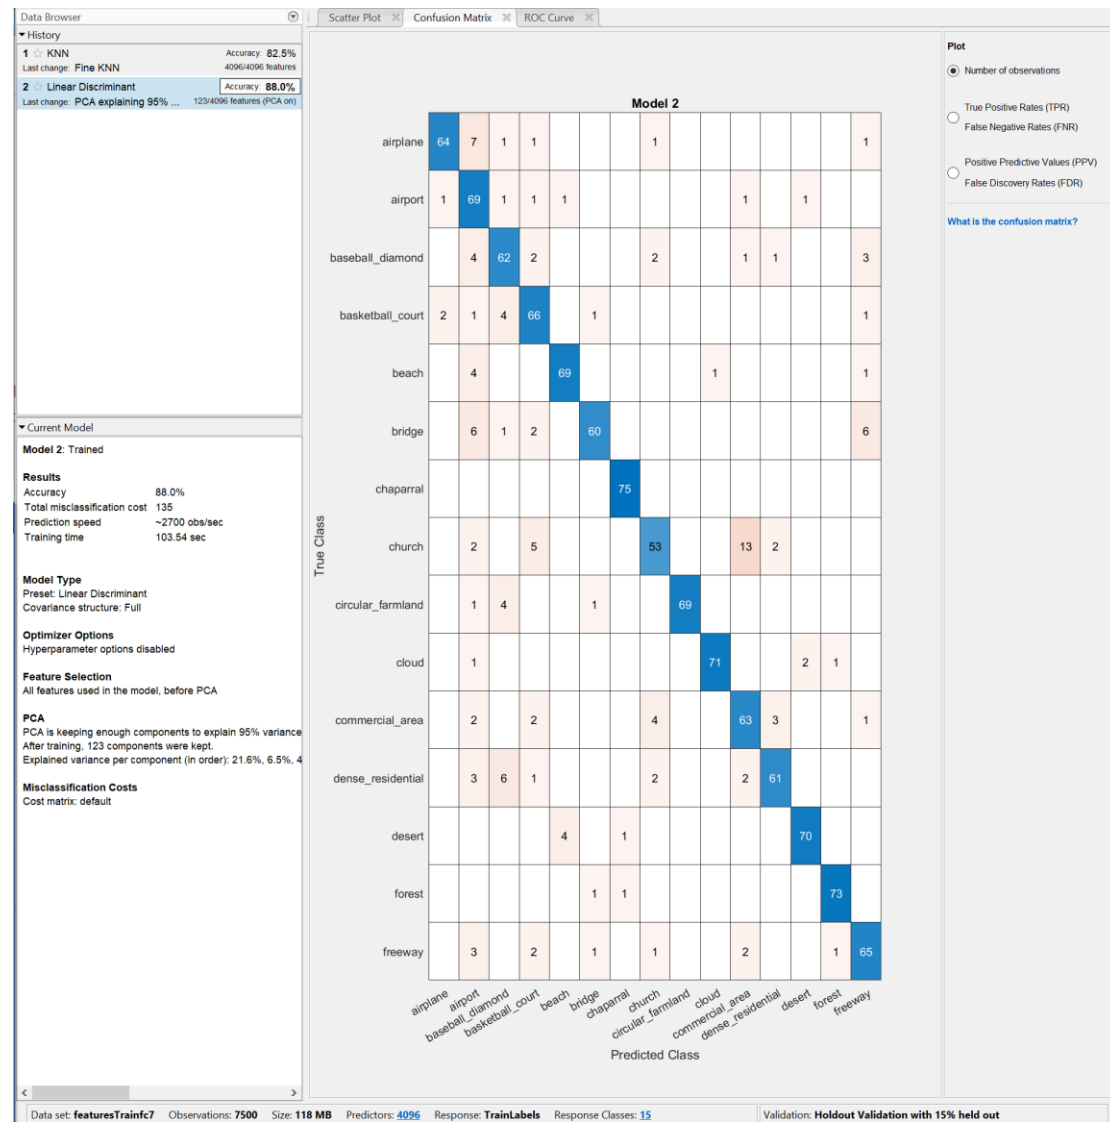 Data Browser
Scatter Plot
Confusion Matrix
ROC Curve
History
1 ☆ KNN Accuracy: 82.5%
Last change: Fine KNN 4096/4096 features
2 ☆ Linear Discriminant Accuracy: 88.0%
Last change: PCA explaining 95% ... 123/4096 features (PCA on)
Current Model
Model 2: Trained
Results
Accuracy 88.0%
Total misclassification cost 135
Prediction speed ~2700 obs/sec
Training time 103.54 sec
Model Type
Preset: Linear Discriminant
Covariance structure: Full
Optimizer Options
Hyperparameter options disabled
Feature Selection
All features used in the model, before PCA
PCA
PCA is keeping enough components to explain 95% variance
After training, 123 components were kept.
Explained variance per component (in order): 21.6%, 6.5%, 4
Misclassification Costs
Cost matrix: default
Model 2
True Class
airplane 64 7 1 1 1 1
airport 1 69 1 1 1 1 1
baseball_diamond 4 62 2 2 1 1 3
basketball_court 2 1 4 66 1 1
beach 4 69 1 1
bridge 6 1 2 60 6
chaparral 75
church 2 5 53 13 2
circular_farmland 1 4 1 69
cloud 1 71 2 1
commercial_area 2 2 4 63 3 1
dense_residential 3 6 1 2 2 61
desert 4 1 70
forest 1 1 73
freeway 3 2 1 1 2 1 65
airplane
airport
baseball_diamond
basketball_court
beach
bridge
chaparral
church
circular_farmland
cloud
commercial_area
dense_residential
desert
forest
freeway
Predicted Class
Plot
Number of observations
True Positive Rates (TPR)
False Negative Rates (FNR)
Positive Predictive Values (PPV)
False Discovery Rates (FDR)
What is the confusion matrix?
Data set: featuresTrainfc7 Observations: 7500 Size: 118 MB Predictors: 4096 Response: TrainLabels Response Classes: 15 Validation: Holdout Validation with 15% held out